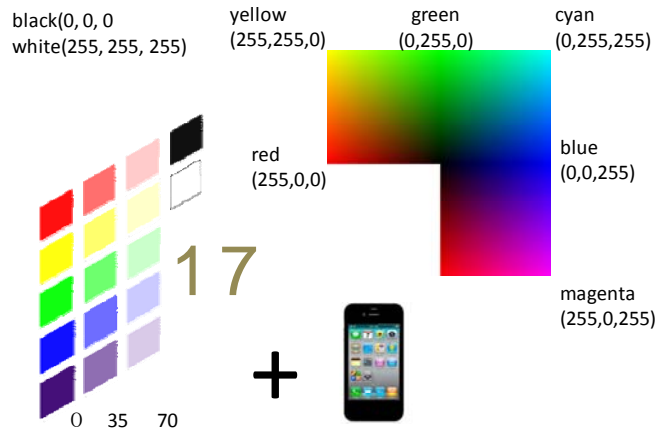 black(0, 0, 0
white(255, 255, 255)
yellow
(255,255,0)
green
(0,255,0)
cyan
(0,255,255)
red
(255,0,0)
blue
(0,0,255)
17
magenta
(255,0,255)
+
0 35 70